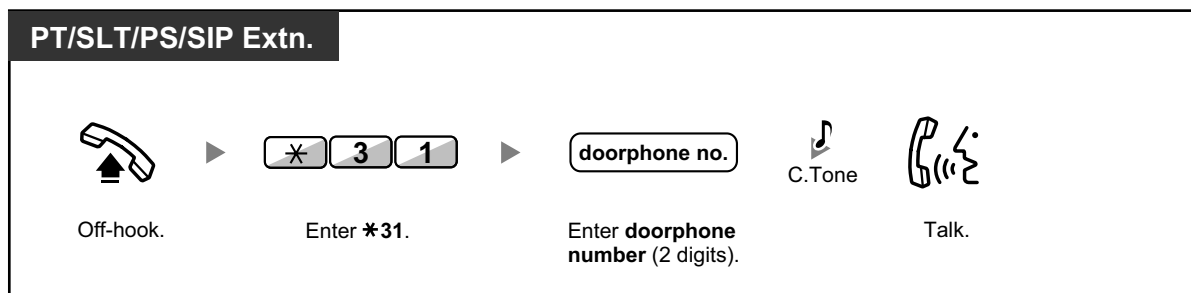 PT/SLT/PS/SIP Extn.
* 3 1
doorphone no.
C.Tone
Off-hook.
Enter *31.
Enter doorphone
number (2 digits).
Talk.